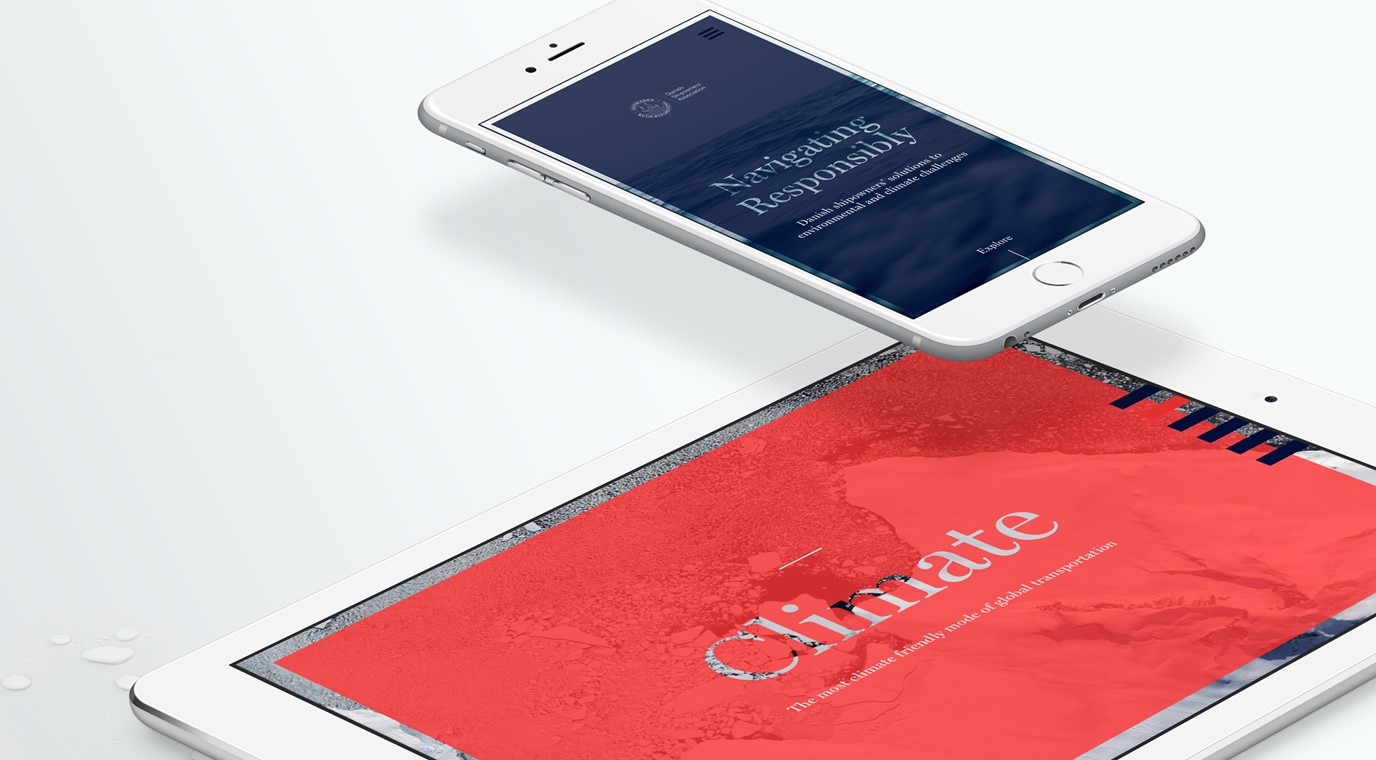 Danish
Shipowners'
Association
Navigating
Responsibly
Danish shipowners' solutions to
environmental and climate challenges
Explore
Climate
The most climate friendly mode of global transportation